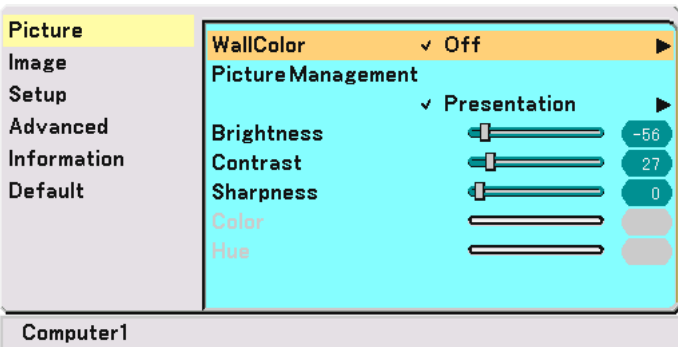 Picture
Image
Setup
Advanced
Information
Default
WallColor ✓ Off ▶
Picture Management
✓ Presentation ▶
Brightness -56
Contrast 27
Sharpness 0
Color
Hue
Computer1